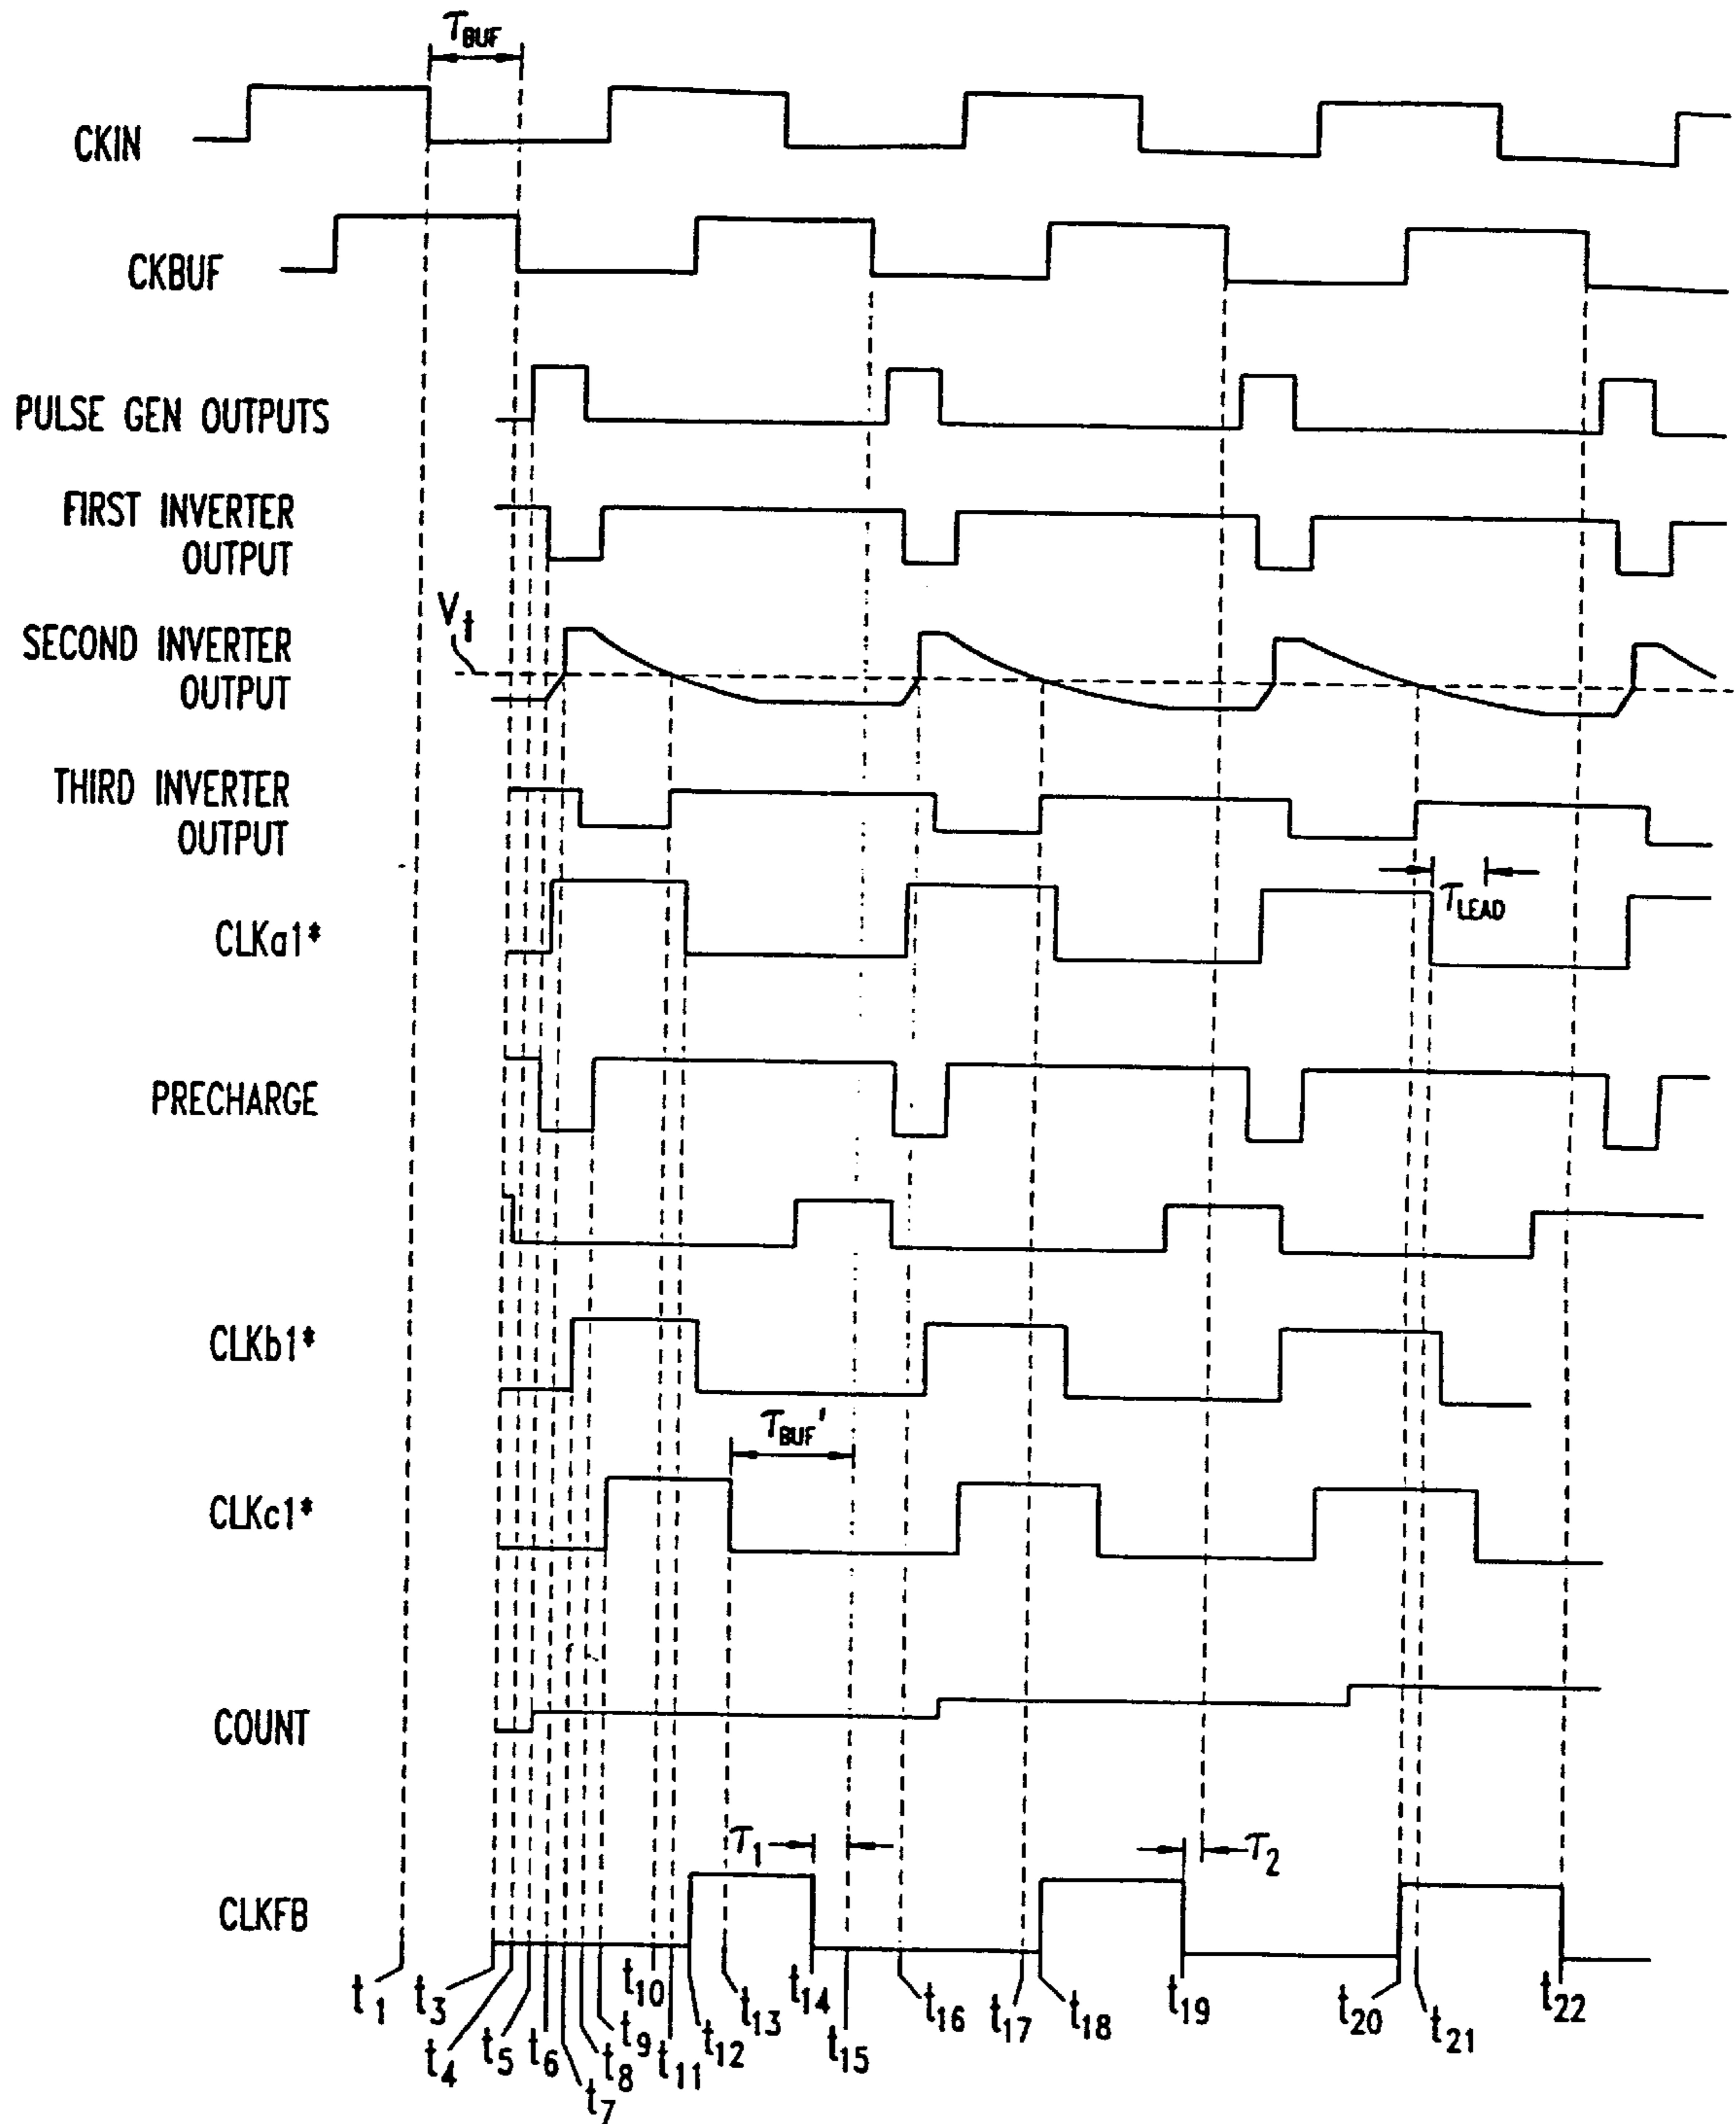 τBUF
CKIN
CKBUF
PULSE GEN OUTPUTS
FIRST INVERTER
OUTPUT
Vt
SECOND INVERTER
OUTPUT
THIRD INVERTER
OUTPUT
τLEAD
CLKa1*
PRECHARGE
CLKb1*
τBUF'
CLKc1*
COUNT
τ1
τ2
CLKFB
t1
t3
t4
t5
t6
t7
t8
t9
t10
t11
t12
t13
t14
t15
t16
t17
t18
t19
t20
t21
t22